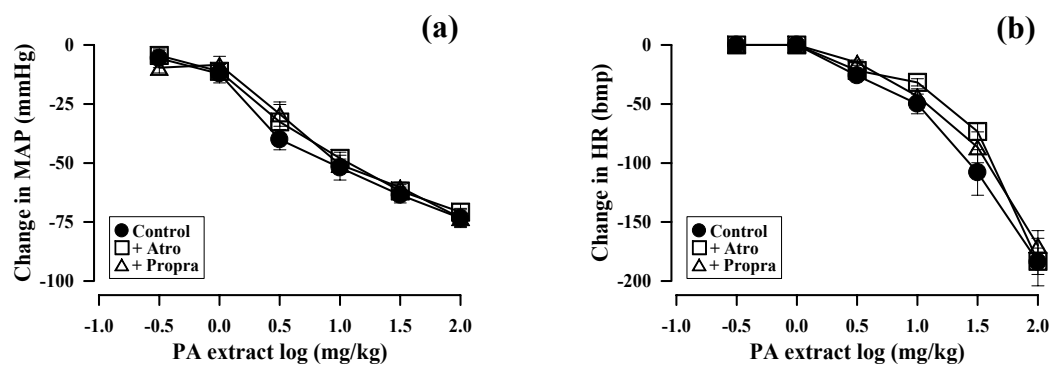 (a)
Change in MAP (mmHg)
0
-25
-50
-75
-100
Control
+ Atro
+ Propra
-1.0 -0.5 0.0 0.5 1.0 1.5 2.0
PA extract log (mg/kg)
(b)
Change in HR (bmp)
0
-50
-100
-150
-200
Control
+ Atro
+ Propra
-1.0 -0.5 0.0 0.5 1.0 1.5 2.0
PA extract log (mg/kg)